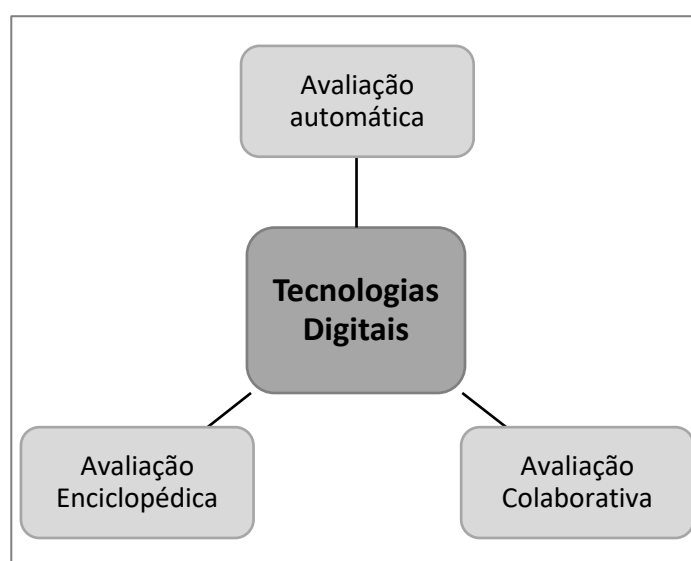 Avaliação
automática
Tecnologias
Digitais
Avaliação
Enciclopédica
Avaliação
Colaborativa